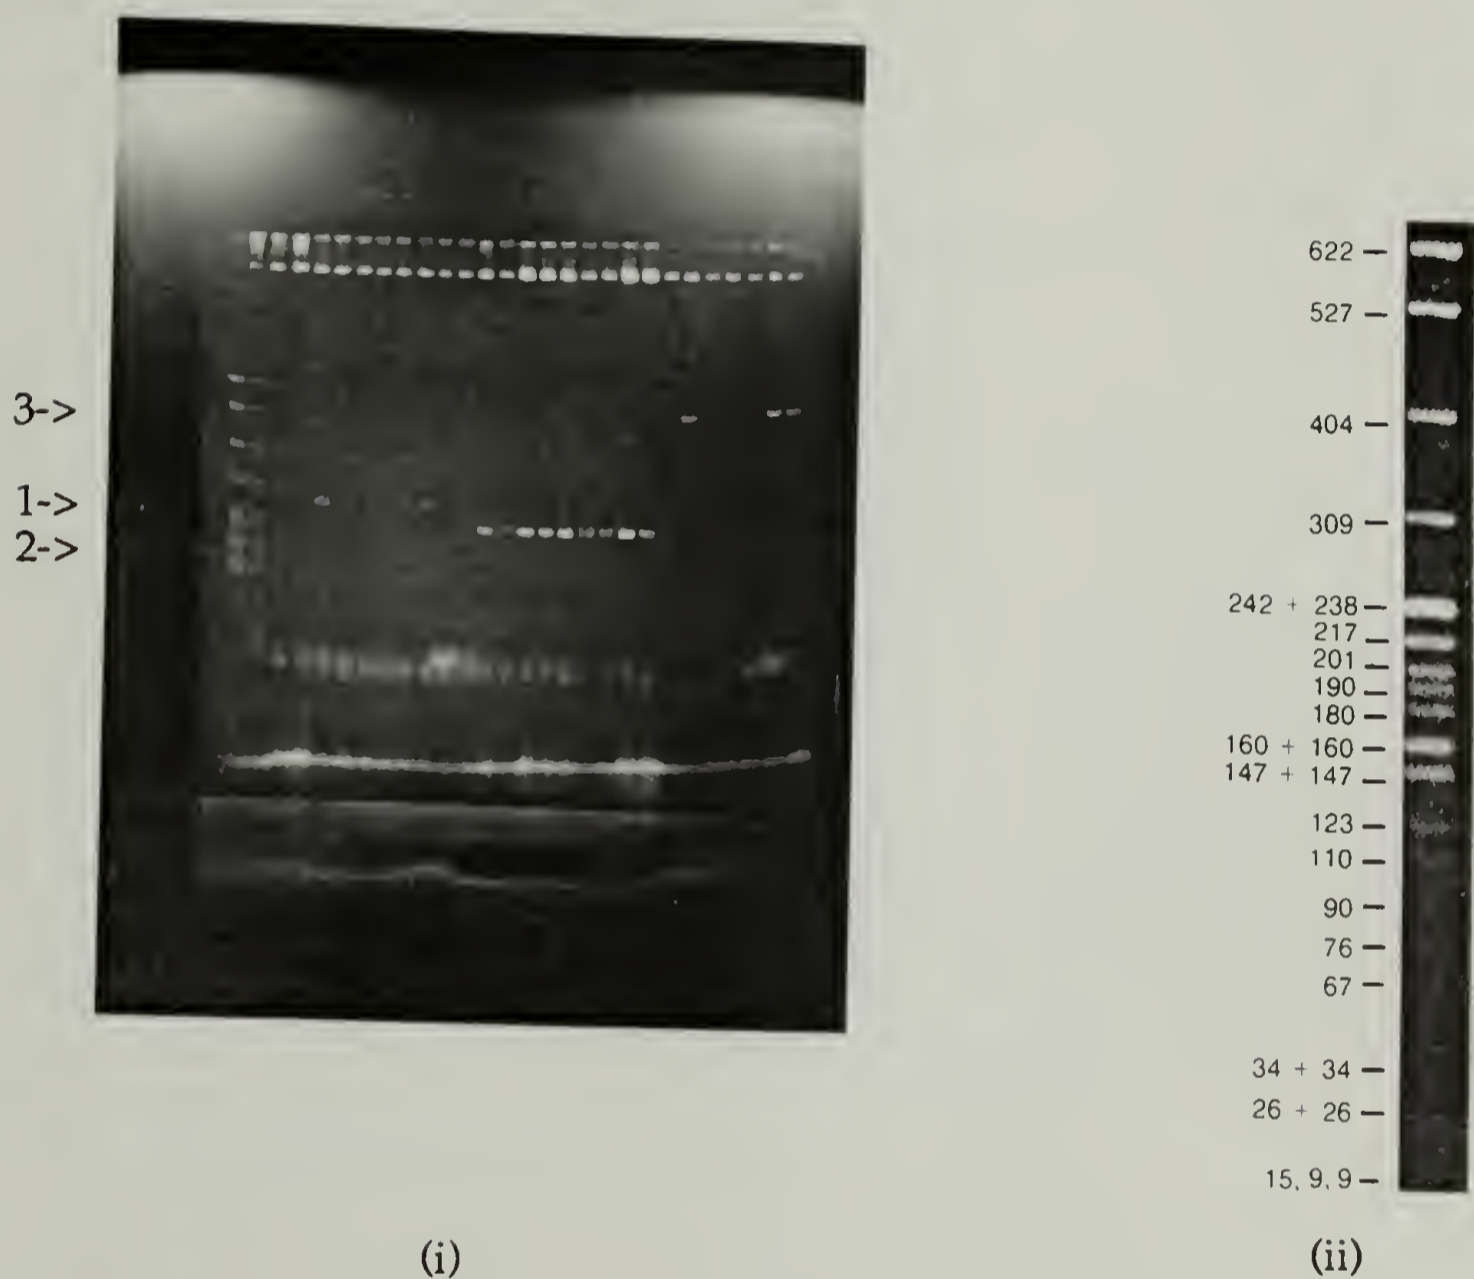 3->
1->
2->
622
527
404
309
242 + 238
217
201
190
180
160 + 160
147 + 147
123
110
90
76
67
34 + 34
26 + 26
15, 9, 9
(i)
(ii)